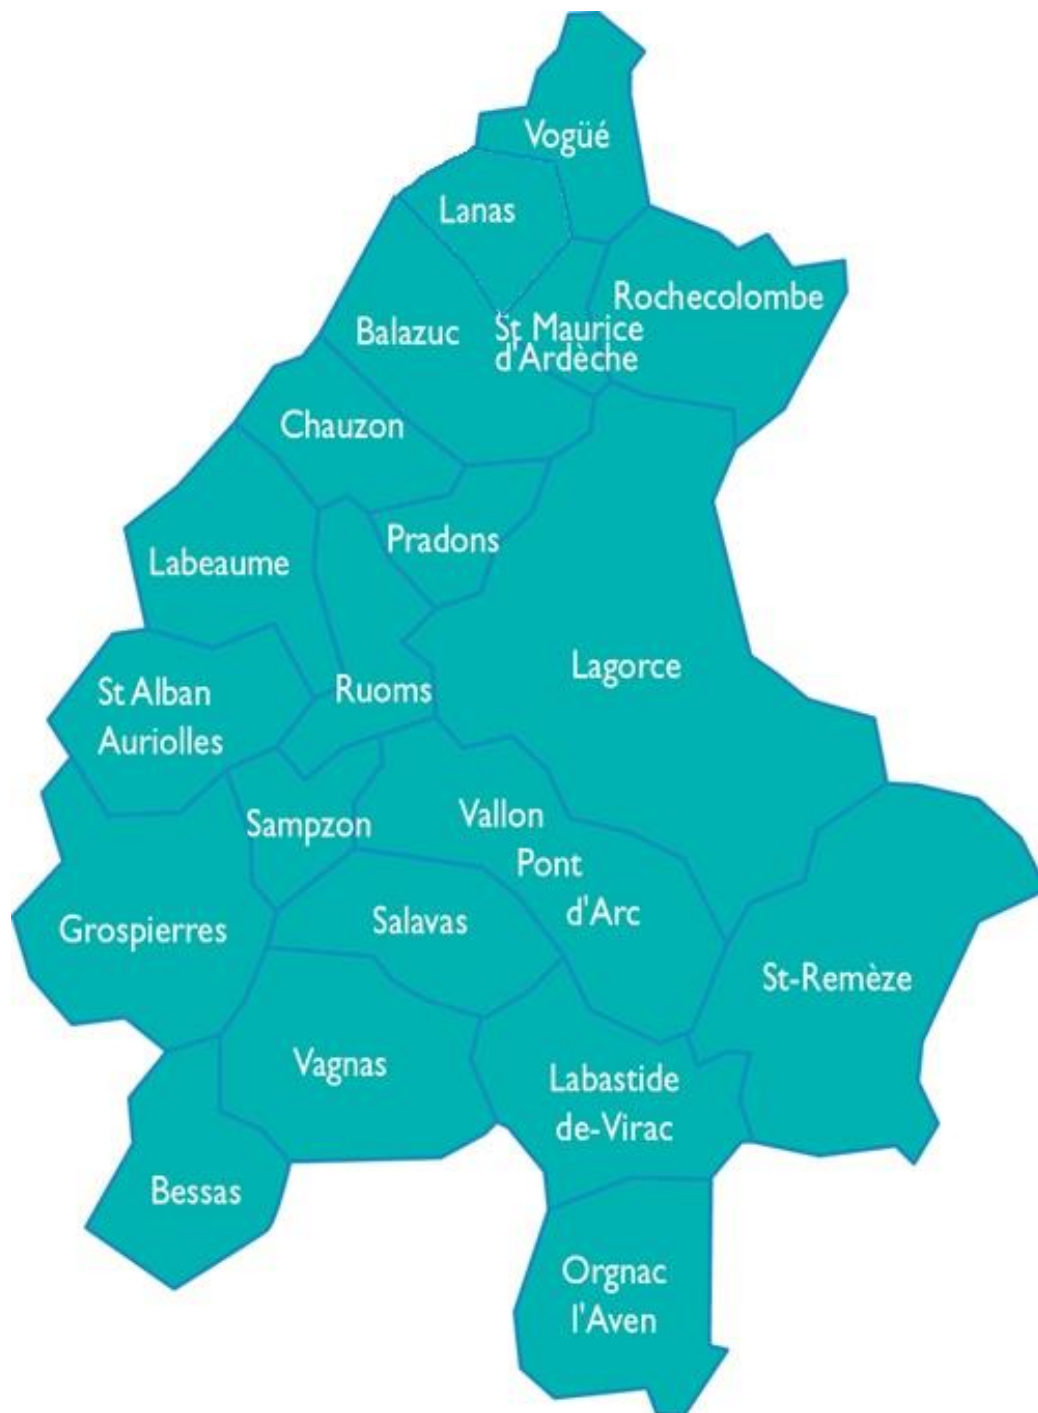 Vogüé
Lanas
Rochecolombe
Balazuc
St Maurice
d'Ardèche
Chauzon
Pradons
Labeaume
Lagorce
St Alban
Auriolles
Ruoms
Sampzon
Vallon
Pont
d'Arc
Salavas
Grospierres
St-Remèze
Vagnas
Labastide
de-Virac
Bessas
Orgnac
l'Aven